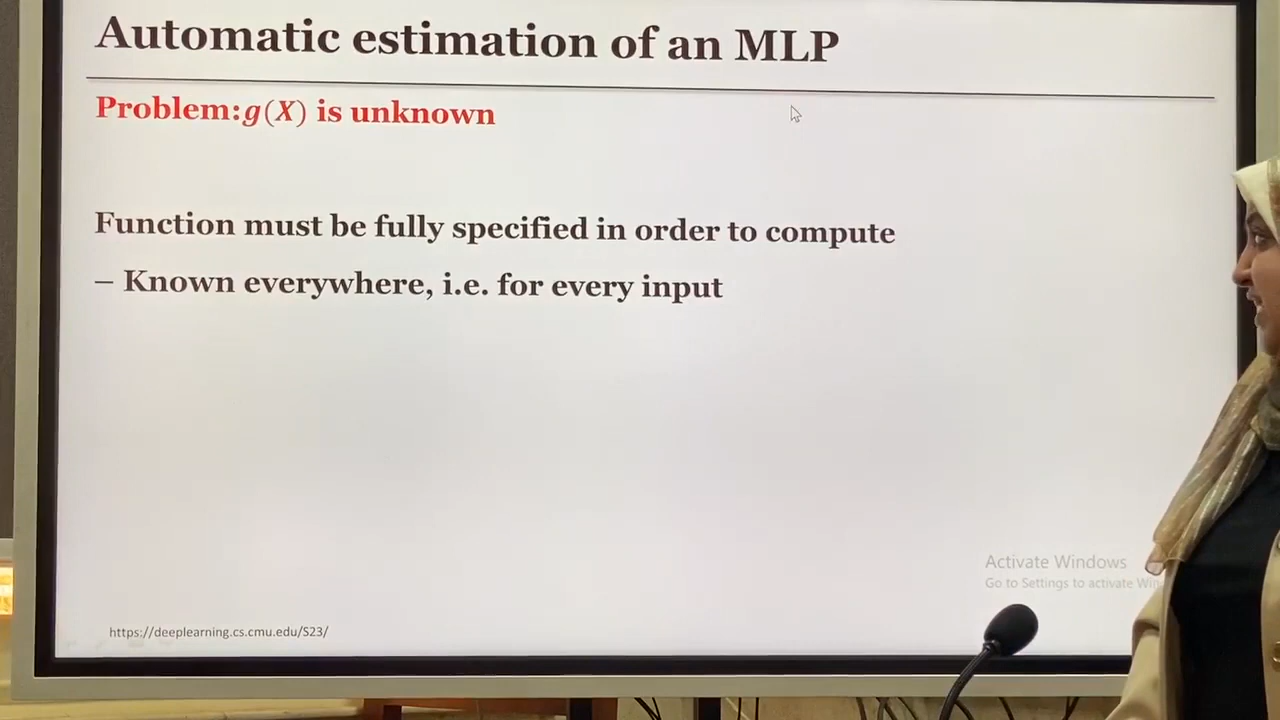 Automatic estimation of an MLP
Problem:g(X) is unknown
Function must be fully specified in order to compute
– Known everywhere, i.e. for every input
Activate Windows
Go to Settings to activate
https://deeplearning.cs.cmu.edu/S23/